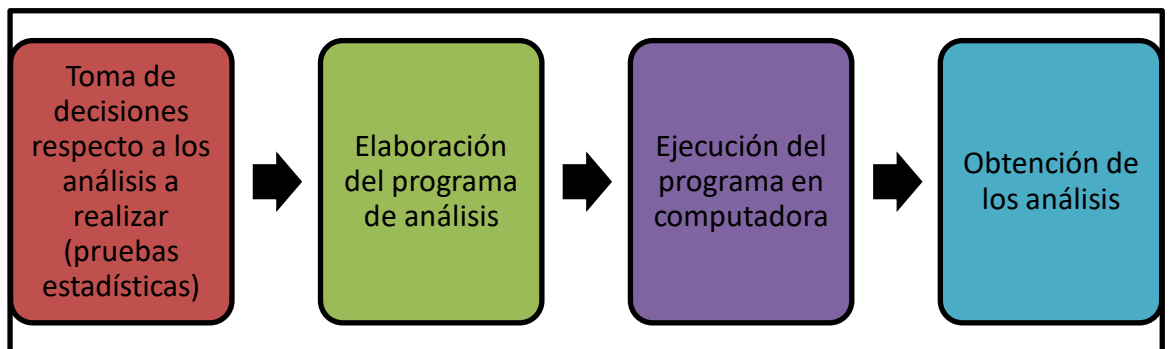 Toma de
decisiones
respecto a los
análisis a
realizar
(pruebas
estadísticas)
Elaboración
del programa
de análisis
Ejecución del
programa en
computadora
Obtención de
los análisis